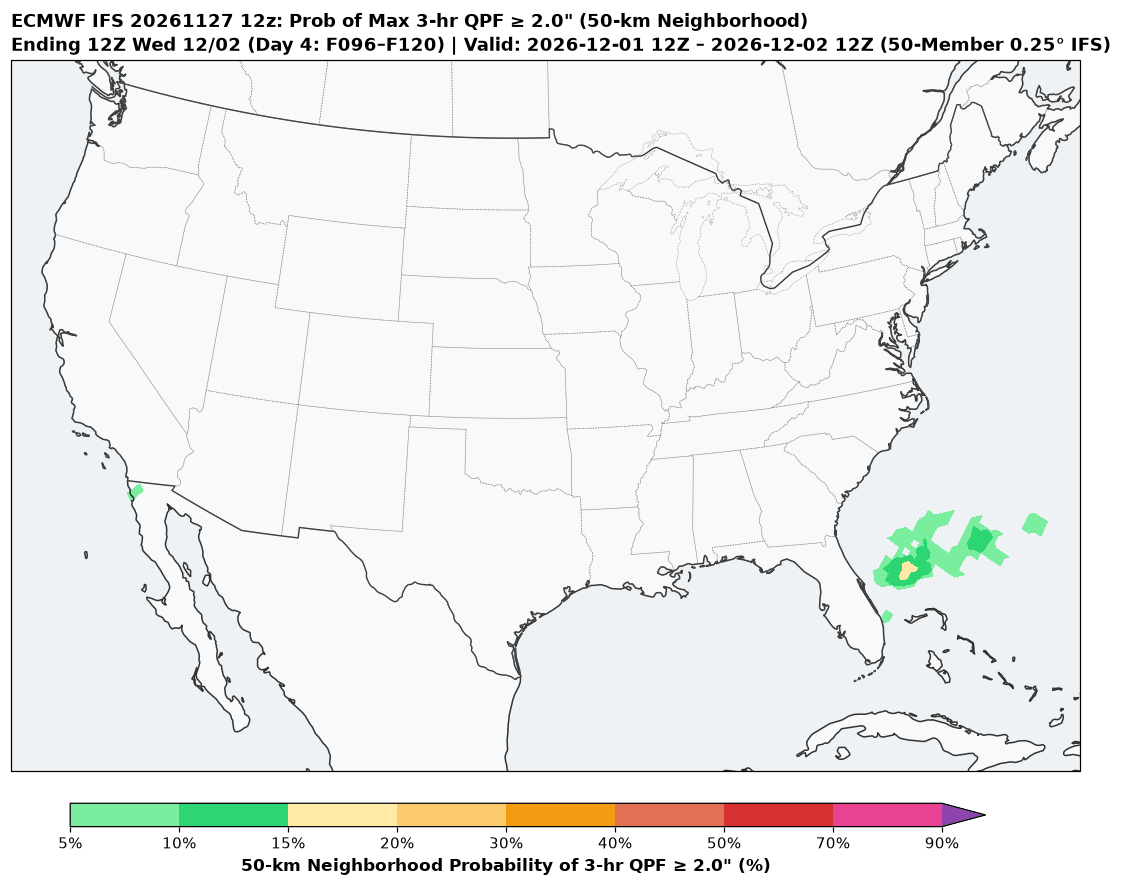 ECMWF IFS 20261127 12z: Prob of Max 3-hr QPF ≥ 2.0" (50-km Neighborhood)
Ending 12Z Wed 12/02 (Day 4: F096–F120) | Valid: 2026-12-01 12Z – 2026-12-02 12Z (50-Member 0.25° IFS)
5% 10% 15% 20% 30% 40% 50% 70% 90%
50-km Neighborhood Probability of 3-hr QPF ≥ 2.0" (%)